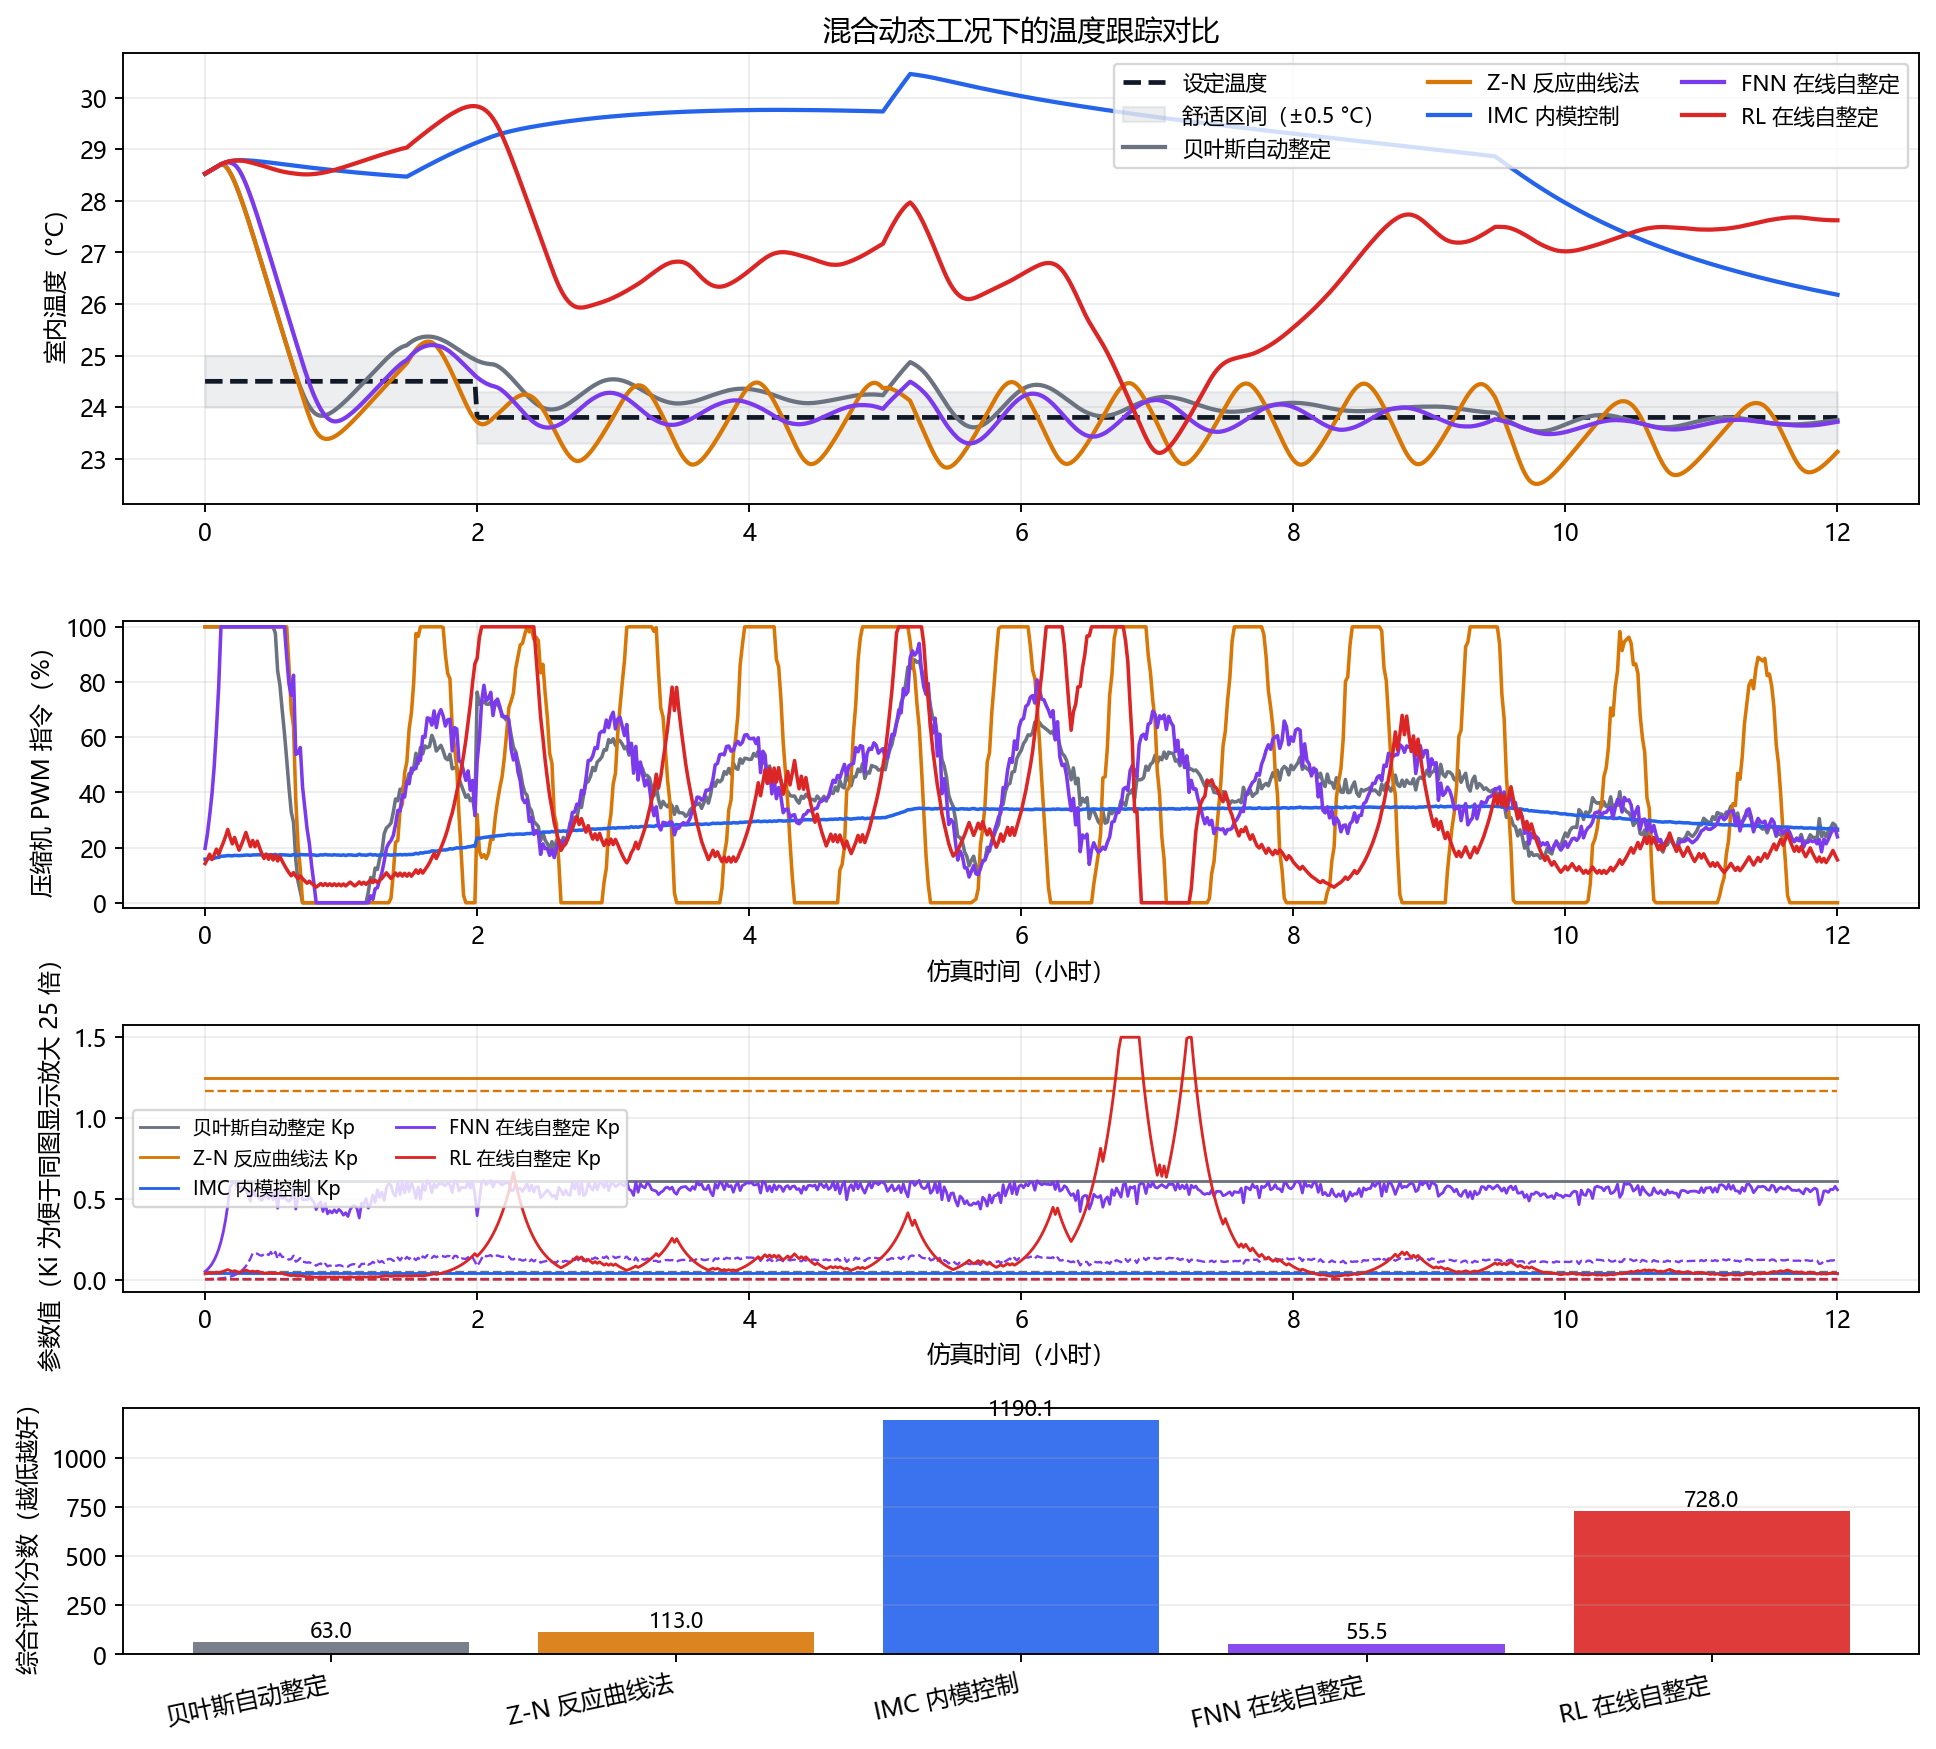 混合动态工况下的温度跟踪对比
室内温度（°C）
30
29
28
27
26
25
24
23
设定温度
舒适区间（±0.5 °C）
贝叶斯自动整定
Z-N 反应曲线法
IMC 内模控制
FNN 在线自整定
RL 在线自整定
0 2 4 6 8 10 12
压缩机 PWM 指令（%）
100
80
60
40
20
0
0 2 4 6 8 10 12
仿真时间（小时）
参数值（Ki 为便于同图显示放大 25 倍）
1.5
1.0
0.5
0.0
贝叶斯自动整定 Kp
Z-N 反应曲线法 Kp
IMC 内模控制 Kp
FNN 在线自整定 Kp
RL 在线自整定 Kp
0 2 4 6 8 10 12
仿真时间（小时）
综合评价分数（越低越好）
1000
750
500
250
0
63.0
113.0
1190.1
55.5
728.0
贝叶斯自动整定
Z-N 反应曲线法
IMC 内模控制
FNN 在线自整定
RL 在线自整定